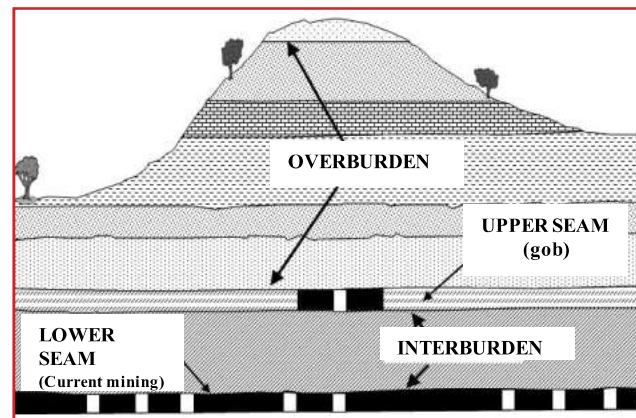 OVERBURDEN
UPPER SEAM
(gob)
LOWER
SEAM
(Current mining)
INTERBURDEN